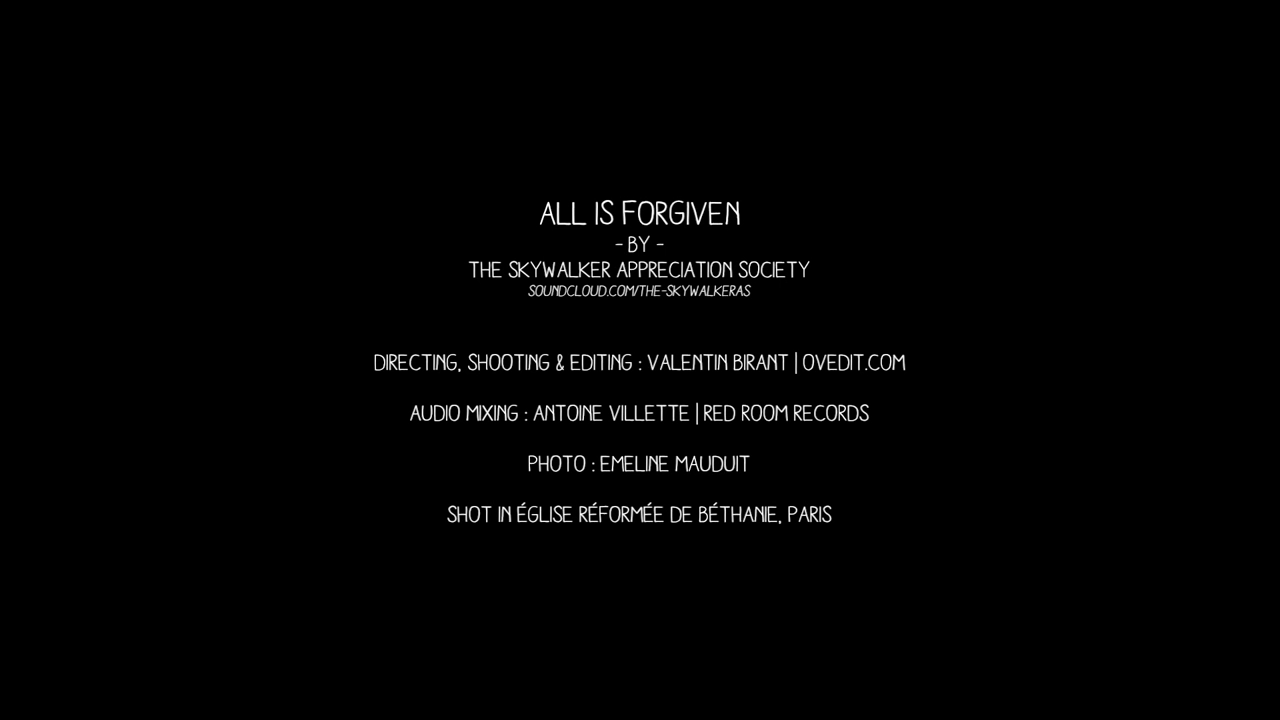 ALL IS FORGIVEN
- BY -
THE SKYWALKER APPRECIATION SOCIETY
SOUNDCLOUD.COM/THE-SKYWALKERAS
DIRECTING, SHOOTING & EDITING : VALENTIN BIRANT | OVEDIT.COM
AUDIO MIXING : ANTOINE VILLETTE | RED ROOM RECORDS
PHOTO : EMELINE MAUDUIT
SHOT IN ÉGLISE RÉFORMÉE DE BÉTHANIE, PARIS